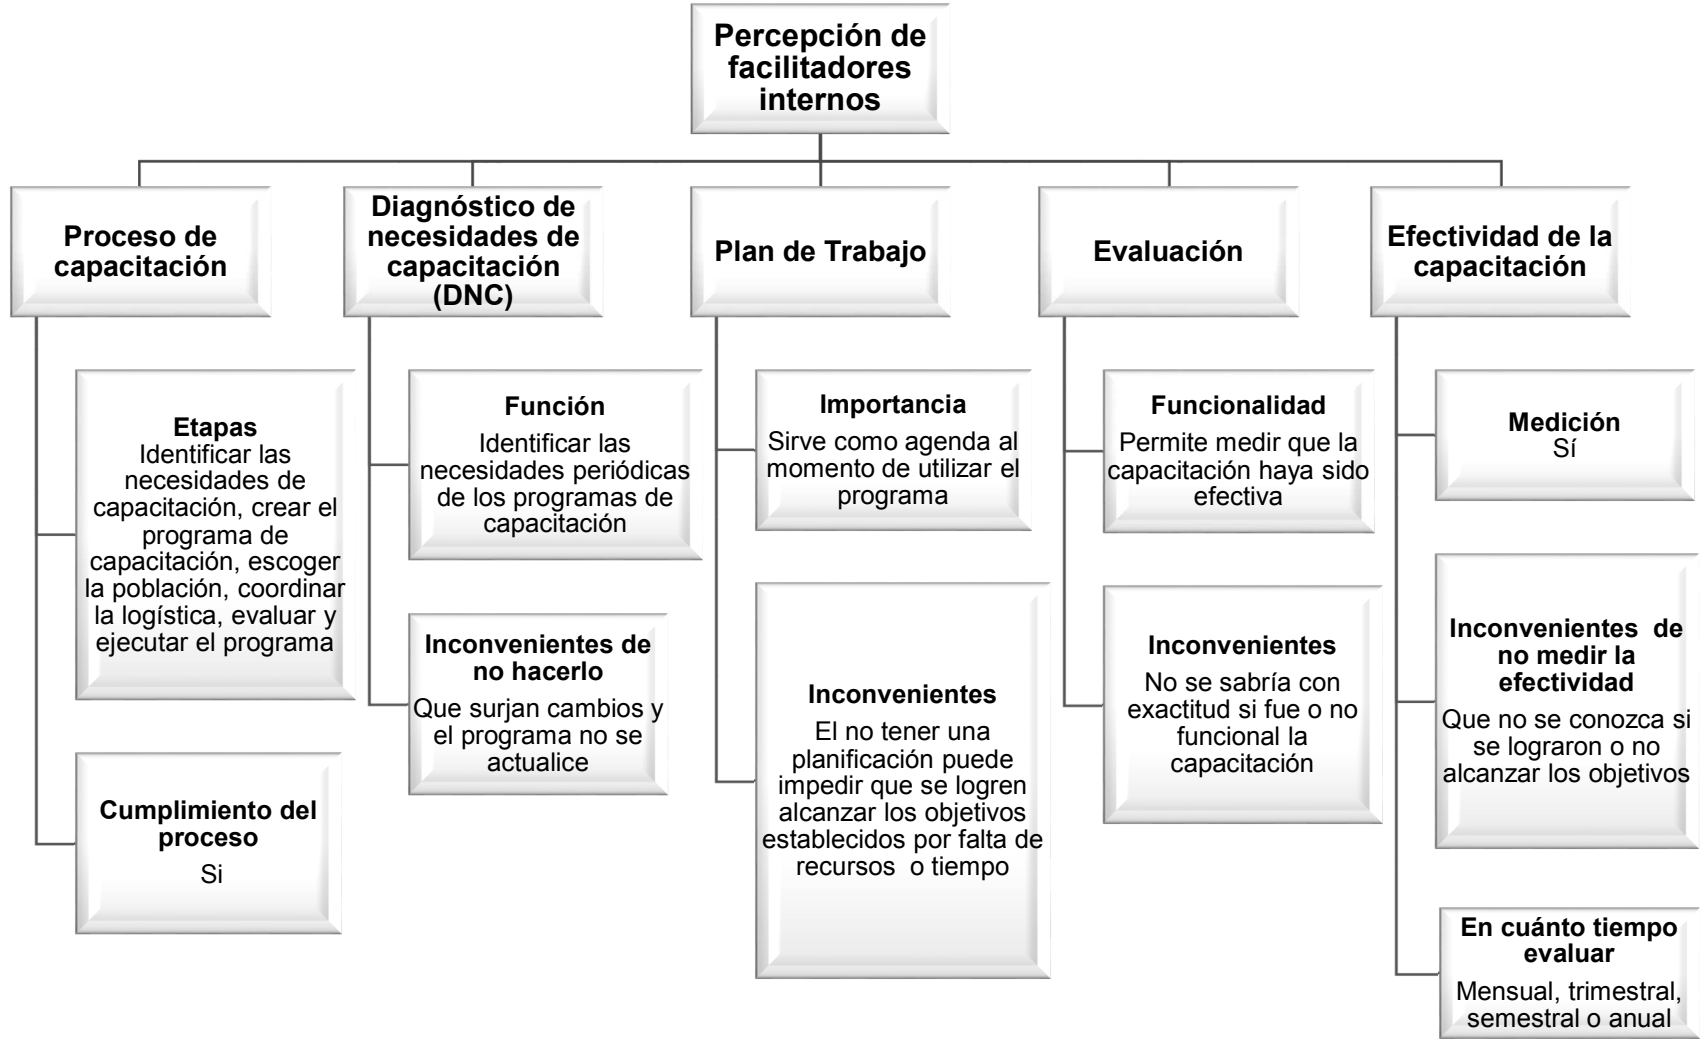 Percepción de
facilitadores
internos
Proceso de
capacitación
Diagnóstico de
necesidades de
capacitación
(DNC)
Plan de Trabajo
Evaluación
Efectividad de la
capacitación
Etapas
Identificar las
necesidades de
capacitación, crear el
programa de
capacitación, escoger
la población, coordinar
la logística, evaluar y
ejecutar el programa
Cumplimiento del
proceso
Si
Función
Identificar las
necesidades periódicas
de los programas de
capacitación
Inconvenientes de
no hacerlo
Que surjan cambios y
el programa no se
actualice
Importancia
Sirve como agenda al
momento de utilizar el
programa
Inconvenientes
El no tener una
planificación puede
impedir que se logren
alcanzar los objetivos
establecidos por falta de
recursos  o tiempo
Funcionalidad
Permite medir que la
capacitación haya sido
efectiva
Inconvenientes
No se sabría con
exactitud si fue o no
funcional la
capacitación
Medición
Sí
Inconvenientes  de
no medir la
efectividad
Que no se conozca si
se lograron o no
alcanzar los objetivos
En cuánto tiempo
evaluar
Mensual, trimestral,
semestral o anual